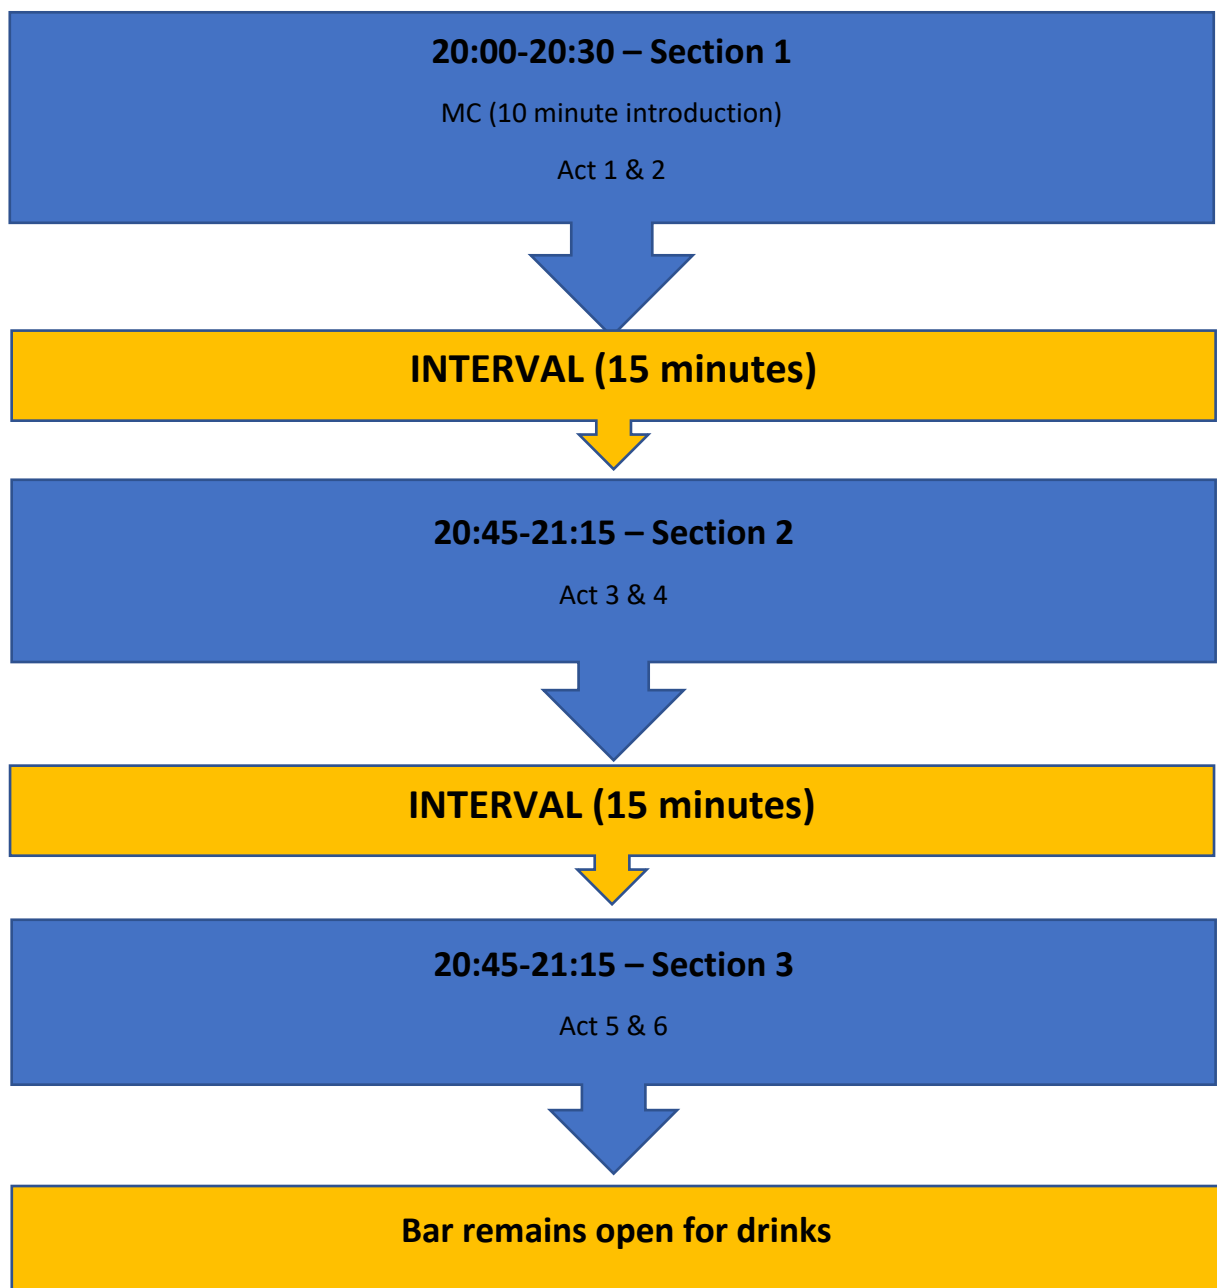 20:00-20:30 – Section 1
MC (10 minute introduction)
Act 1 & 2
INTERVAL (15 minutes)
20:45-21:15 – Section 2
Act 3 & 4
INTERVAL (15 minutes)
20:45-21:15 – Section 3
Act 5 & 6
Bar remains open for drinks